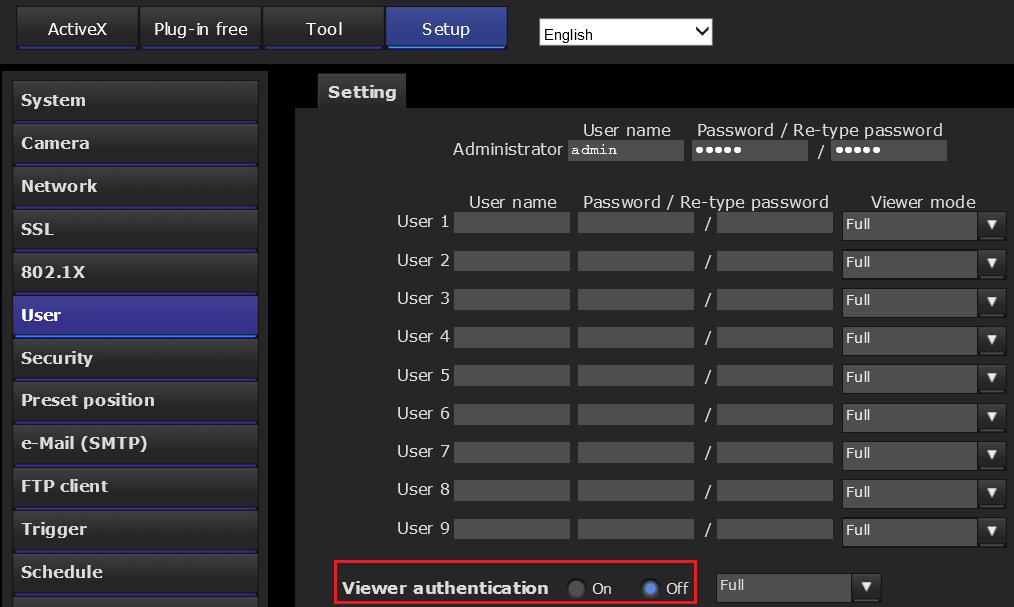 ActiveX Plug-in free Tool Setup English
System
Camera
Network
SSL
802.1X
User
Security
Preset position
e-Mail (SMTP)
FTP client
Trigger
Schedule
Setting
User name Password / Re-type password
Administrator admin ••••• / •••••
User name Password / Re-type password Viewer mode
User 1 / Full
User 2 / Full
User 3 / Full
User 4 / Full
User 5 / Full
User 6 / Full
User 7 / Full
User 8 / Full
User 9 / Full
Viewer authentication On Off Full